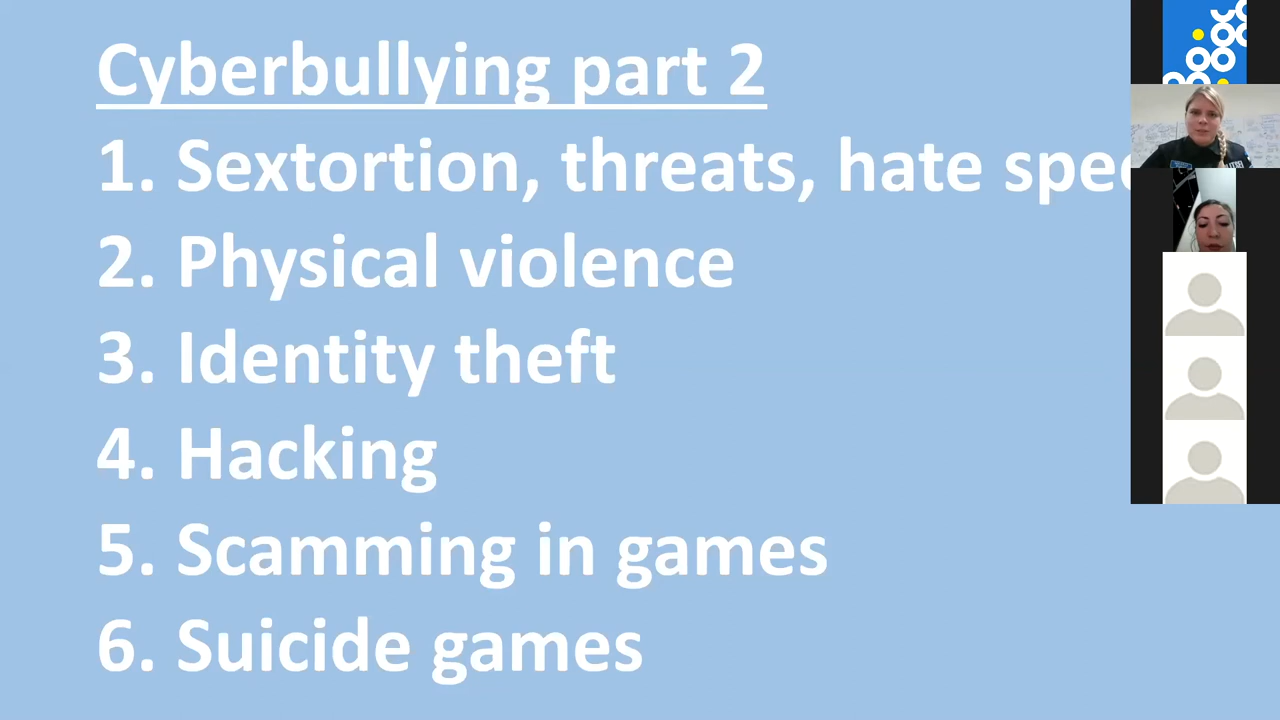 Cyberbullying part 2
1. Sextortion, threats, hate spee
2. Physical violence
3. Identity theft
4. Hacking
5. Scamming in games
6. Suicide games